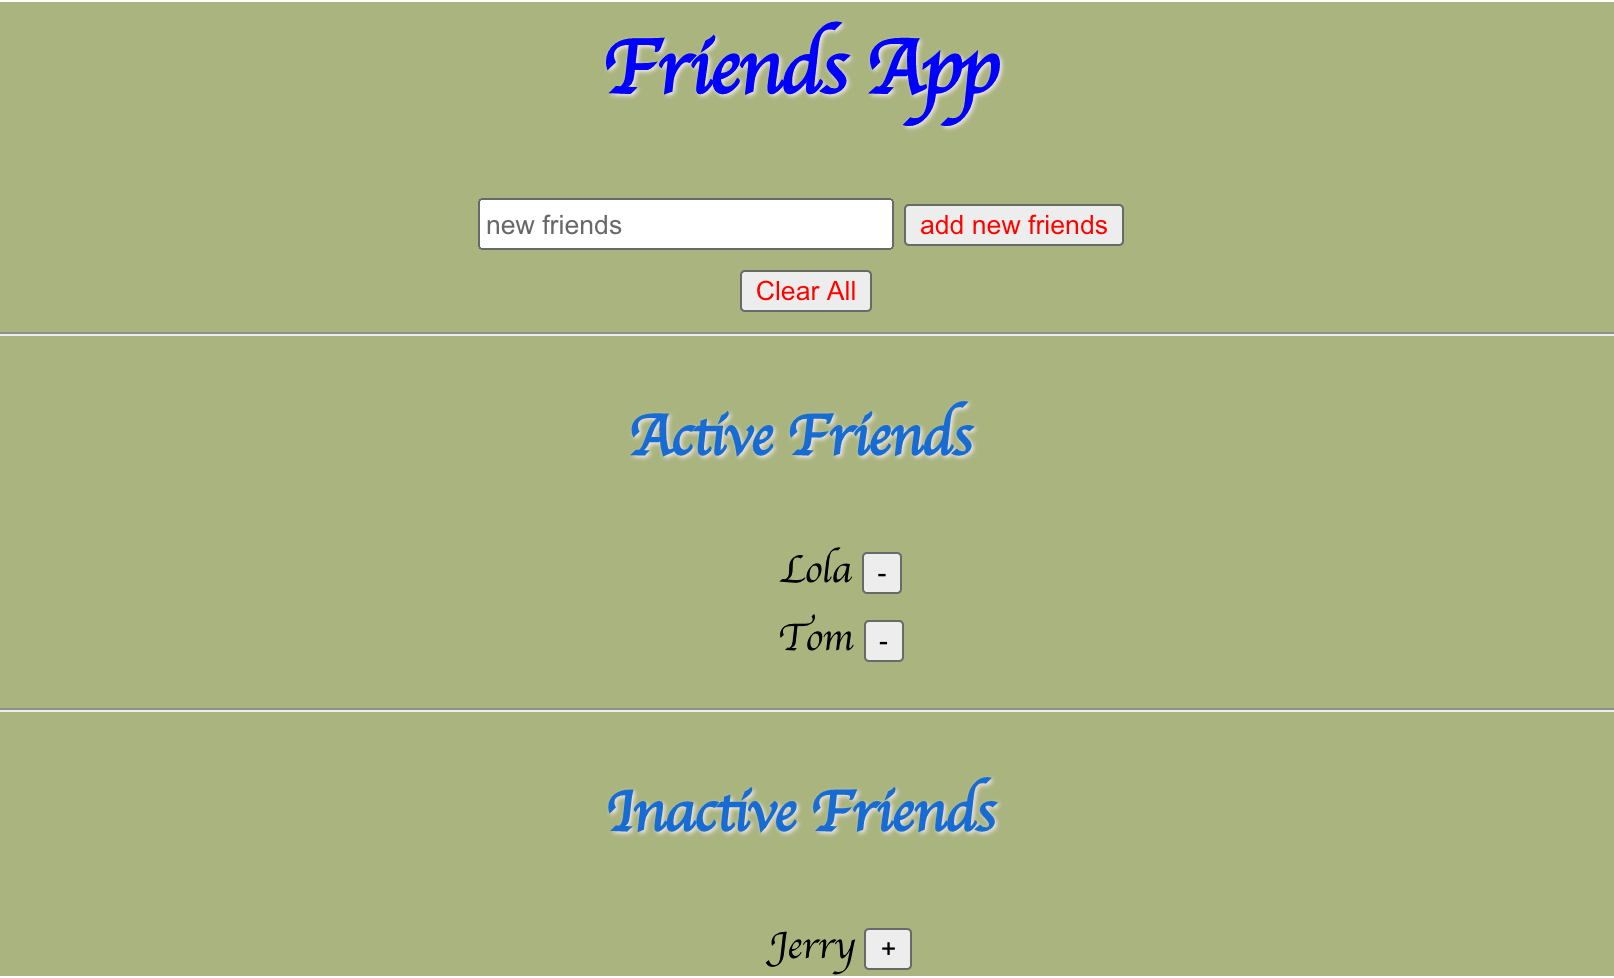 Friends App
new friends add new friends
Clear All
Active Friends
Lola -
Tom -
Inactive Friends
Jerry +